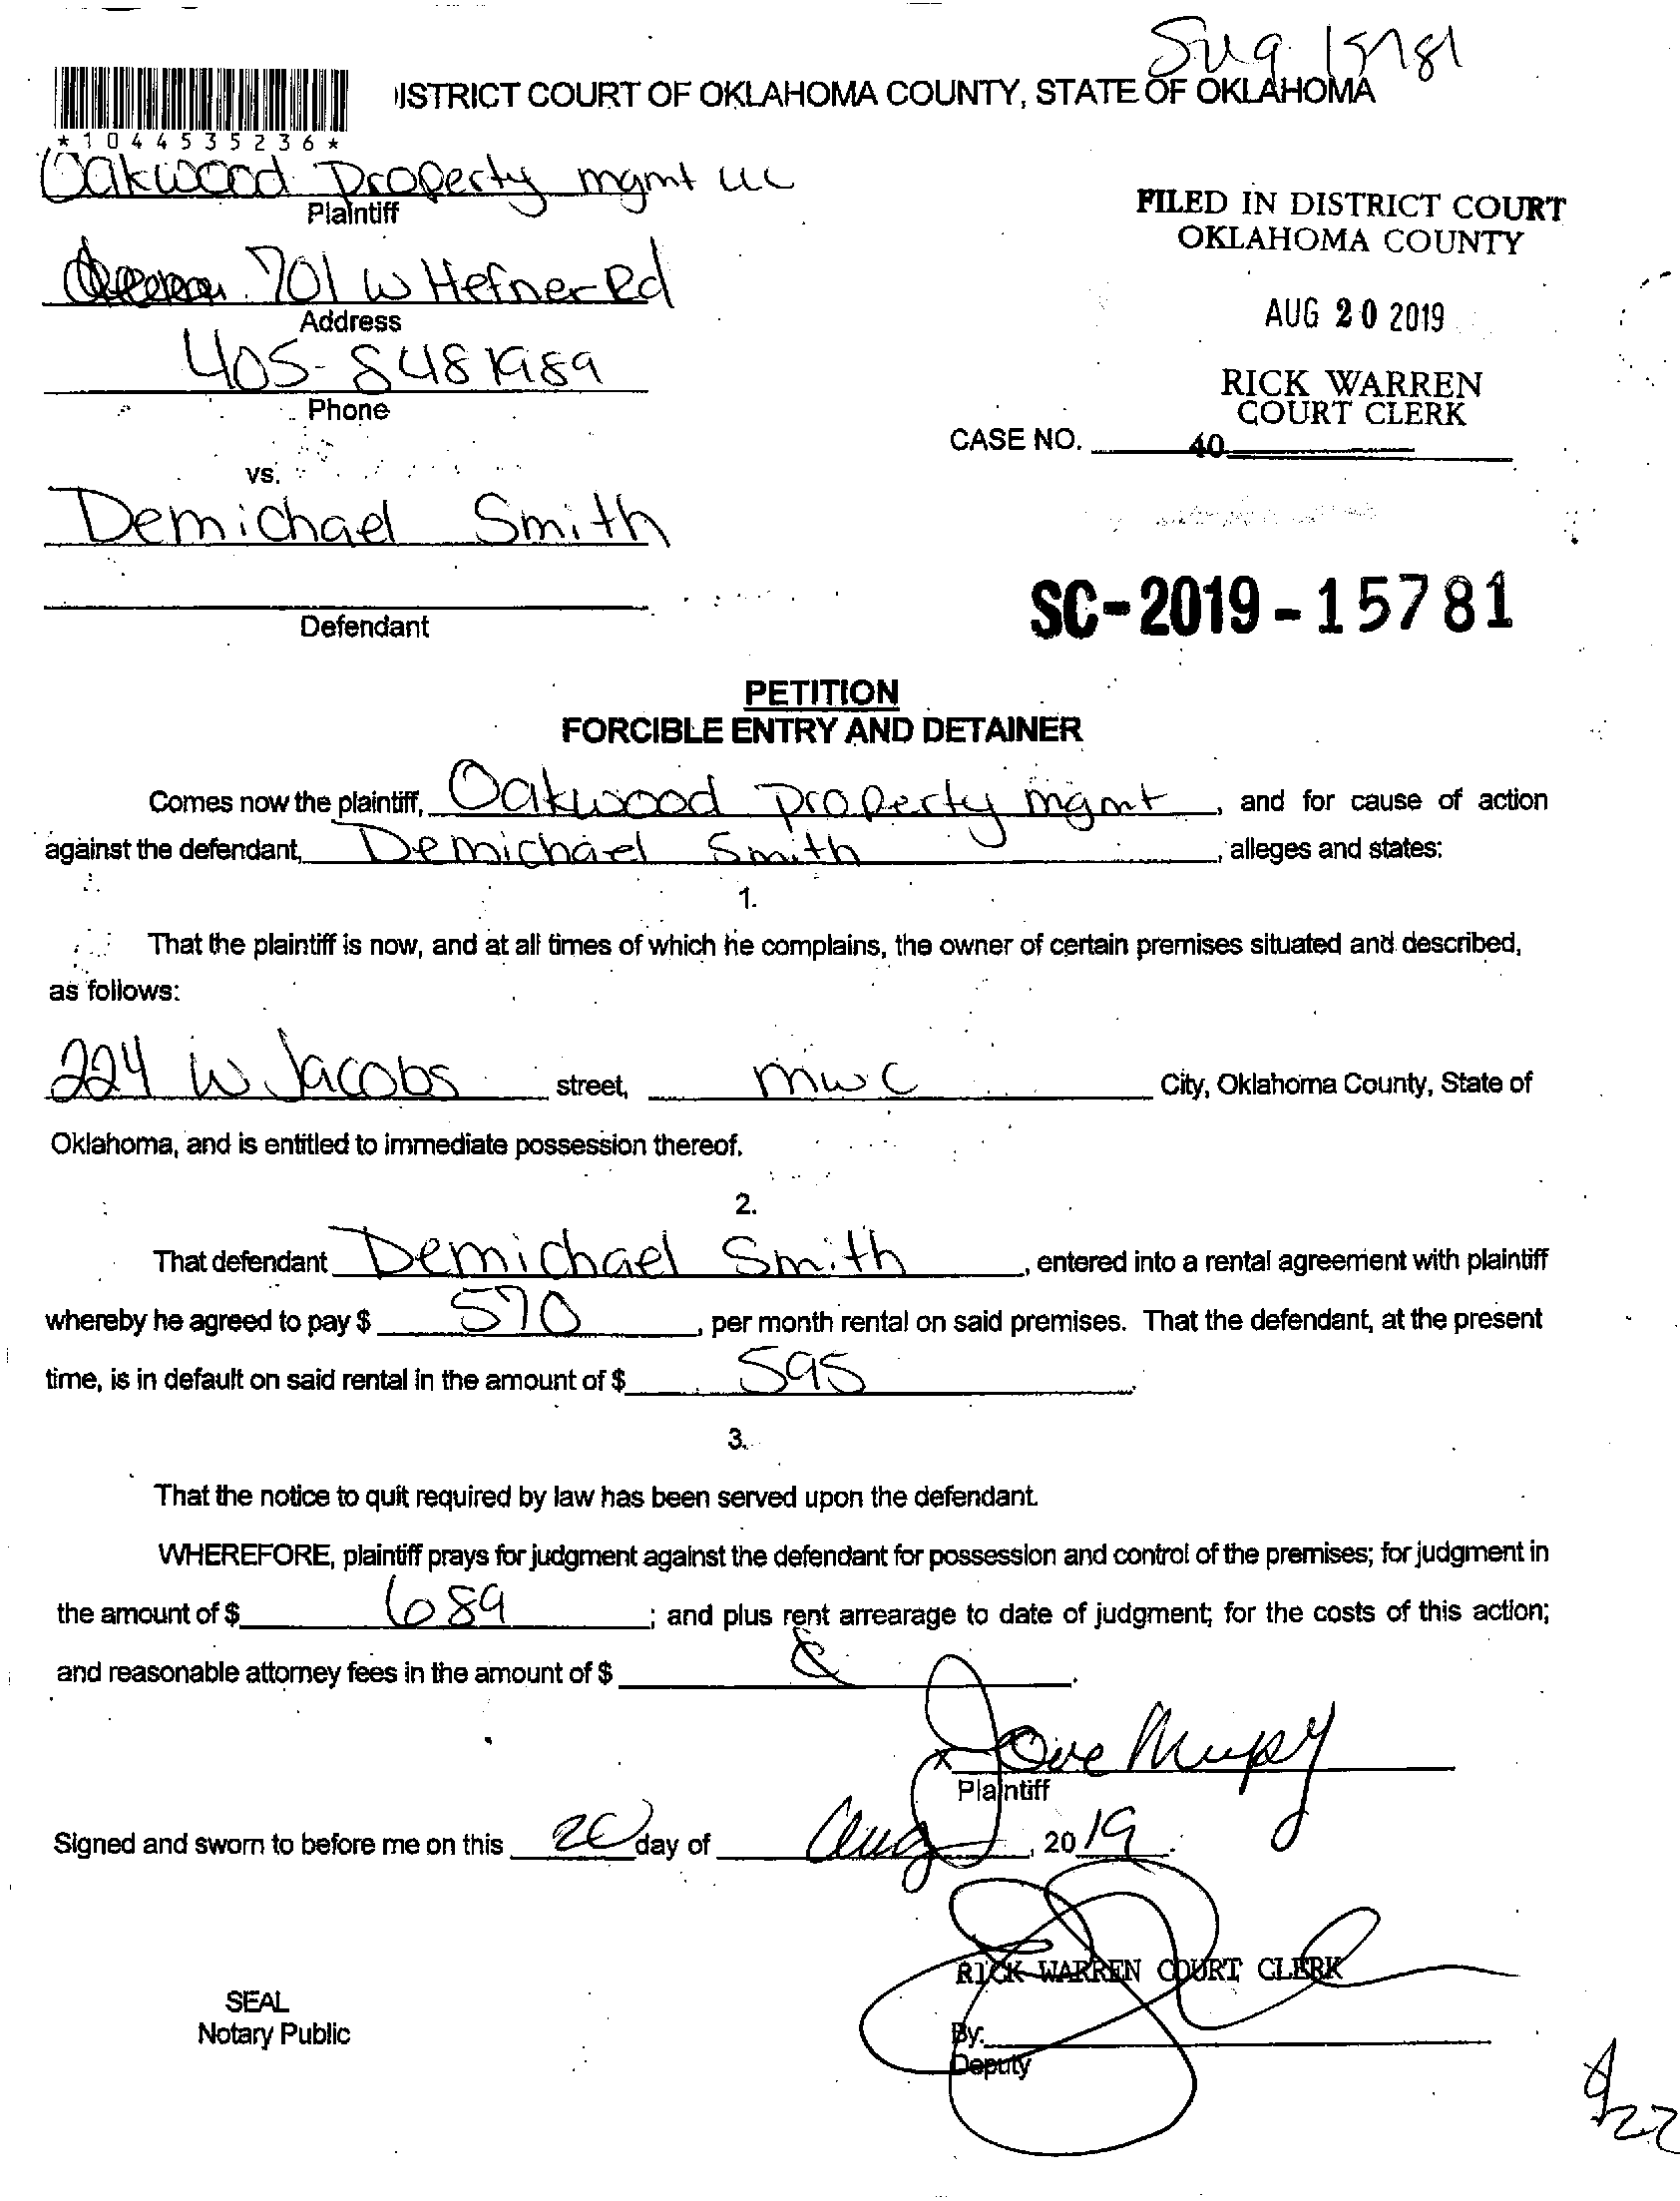 15781
ISTRICT COURT OF OKLAHOMA COUNTY, STATE OF OKLAHOMA
*1044535236*
Oakwood Property mgmt LLC
Plaintiff
FILED IN DISTRICT COURT
OKLAHOMA COUNTY
701 W Hefner Rd
Address
AUG 20 2019
405-848 1989
Phone
RICK WARREN
COURT CLERK
CASE NO. 40
vs.
Demichael Smith
SC-2019-15781
Defendant
PETITION
FORCIBLE ENTRY AND DETAINER
Comes now the plaintiff, Oakwood Property mgmt, and for cause of action
against the defendant, Demichael Smith, alleges and states:
1.
That the plaintiff is now, and at all times of which he complains, the owner of certain premises situated and described,
as follows:
224 W Jacobs street, mwc City, Oklahoma County, State of
Oklahoma, and is entitled to immediate possession thereof.
2.
That defendant Demichael Smith, entered into a rental agreement with plaintiff
whereby he agreed to pay $ 570, per month rental on said premises. That the defendant, at the present
time, is in default on said rental in the amount of $ 595.
3.
That the notice to quit required by law has been served upon the defendant.
WHEREFORE, plaintiff prays for judgment against the defendant for possession and control of the premises; for judgment in
the amount of $ 689; and plus rent arrearage to date of judgment; for the costs of this action;
and reasonable attorney fees in the amount of $
x
Plaintiff
Signed and sworn to before me on this 20 day of Aug, 2019.
RICK WARREN COURT CLERK
SEAL
Notary Public
By:
Deputy
8/22